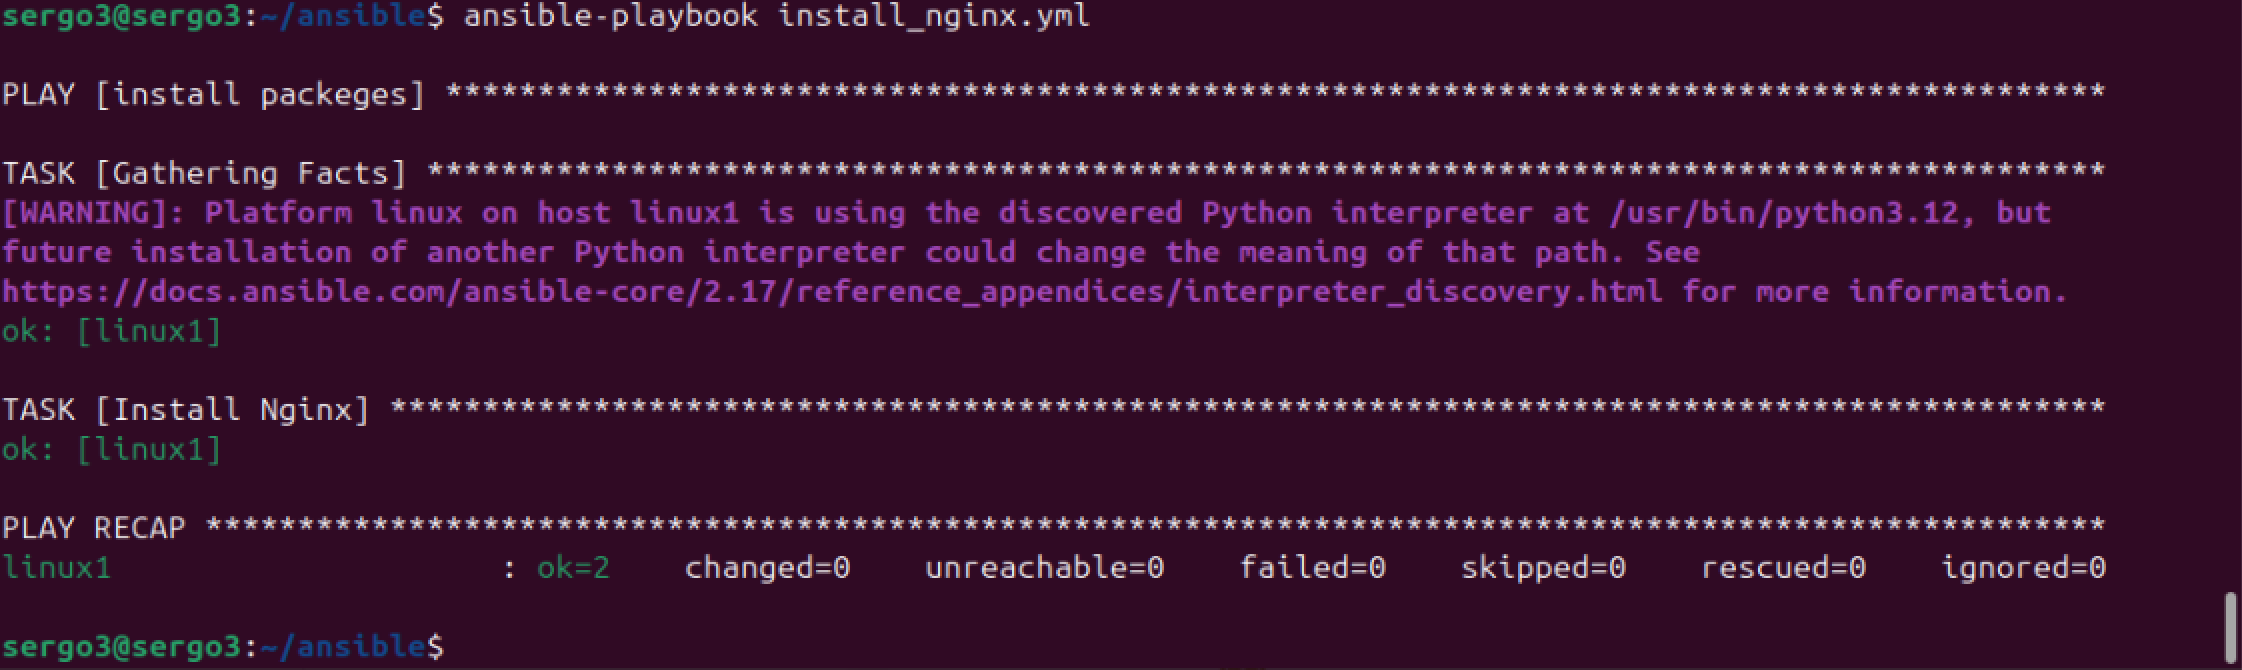 sergo3@sergo3:~/ansible$ ansible-playbook install_nginx.yml
PLAY [install packeges] ******************************************************************************************
TASK [Gathering Facts] *******************************************************************************************
[WARNING]: Platform linux on host linux1 is using the discovered Python interpreter at /usr/bin/python3.12, but
future installation of another Python interpreter could change the meaning of that path. See
https://docs.ansible.com/ansible-core/2.17/reference_appendices/interpreter_discovery.html for more information.
ok: [linux1]
TASK [Install Nginx] *********************************************************************************************
ok: [linux1]
PLAY RECAP *******************************************************************************************************
linux1                     : ok=2    changed=0    unreachable=0    failed=0    skipped=0    rescued=0    ignored=0
sergo3@sergo3:~/ansible$